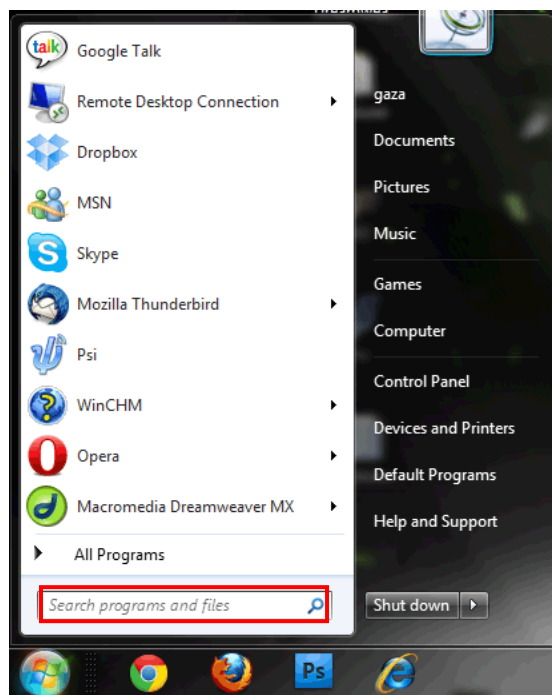 talk
Google Talk
Remote Desktop Connection
Dropbox
MSN
Skype
Mozilla Thunderbird
Psi
WinCHM
Opera
Macromedia Dreamweaver MX
All Programs
Search programs and files
gaza
Documents
Pictures
Music
Games
Computer
Control Panel
Devices and Printers
Default Programs
Help and Support
Shut down
Ps